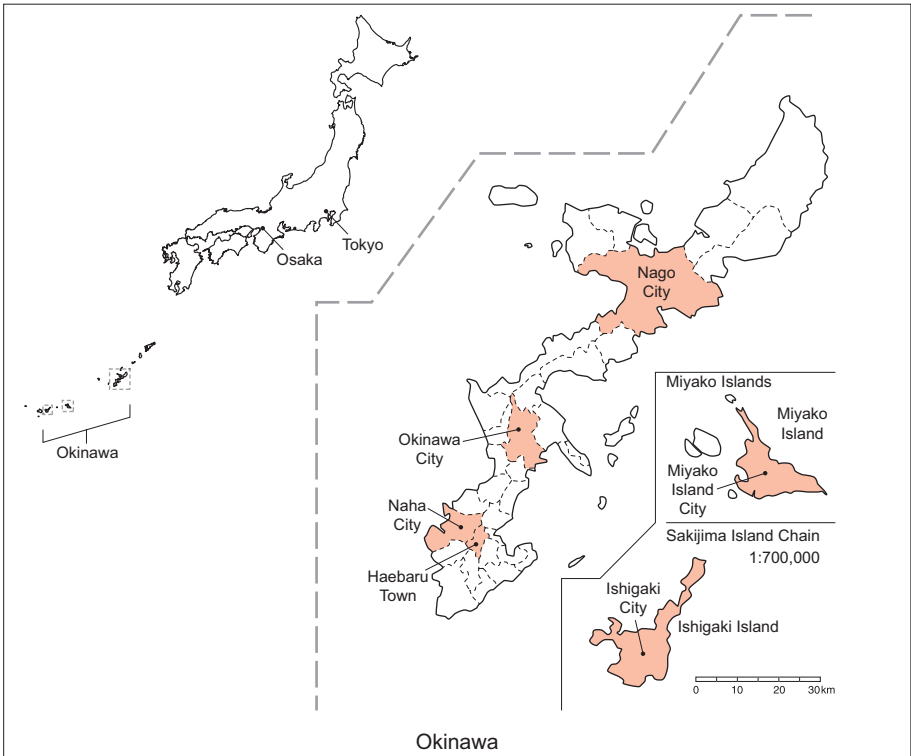 Tokyo
Osaka
Okinawa
Nago
City
Okinawa
City
Naha
City
Haebaru
Town
Miyako Islands
Miyako
Island
Miyako
Island
City
Sakijima Island Chain
1:700,000
Ishigaki
City
Ishigaki Island
0 10 20 30km
Okinawa